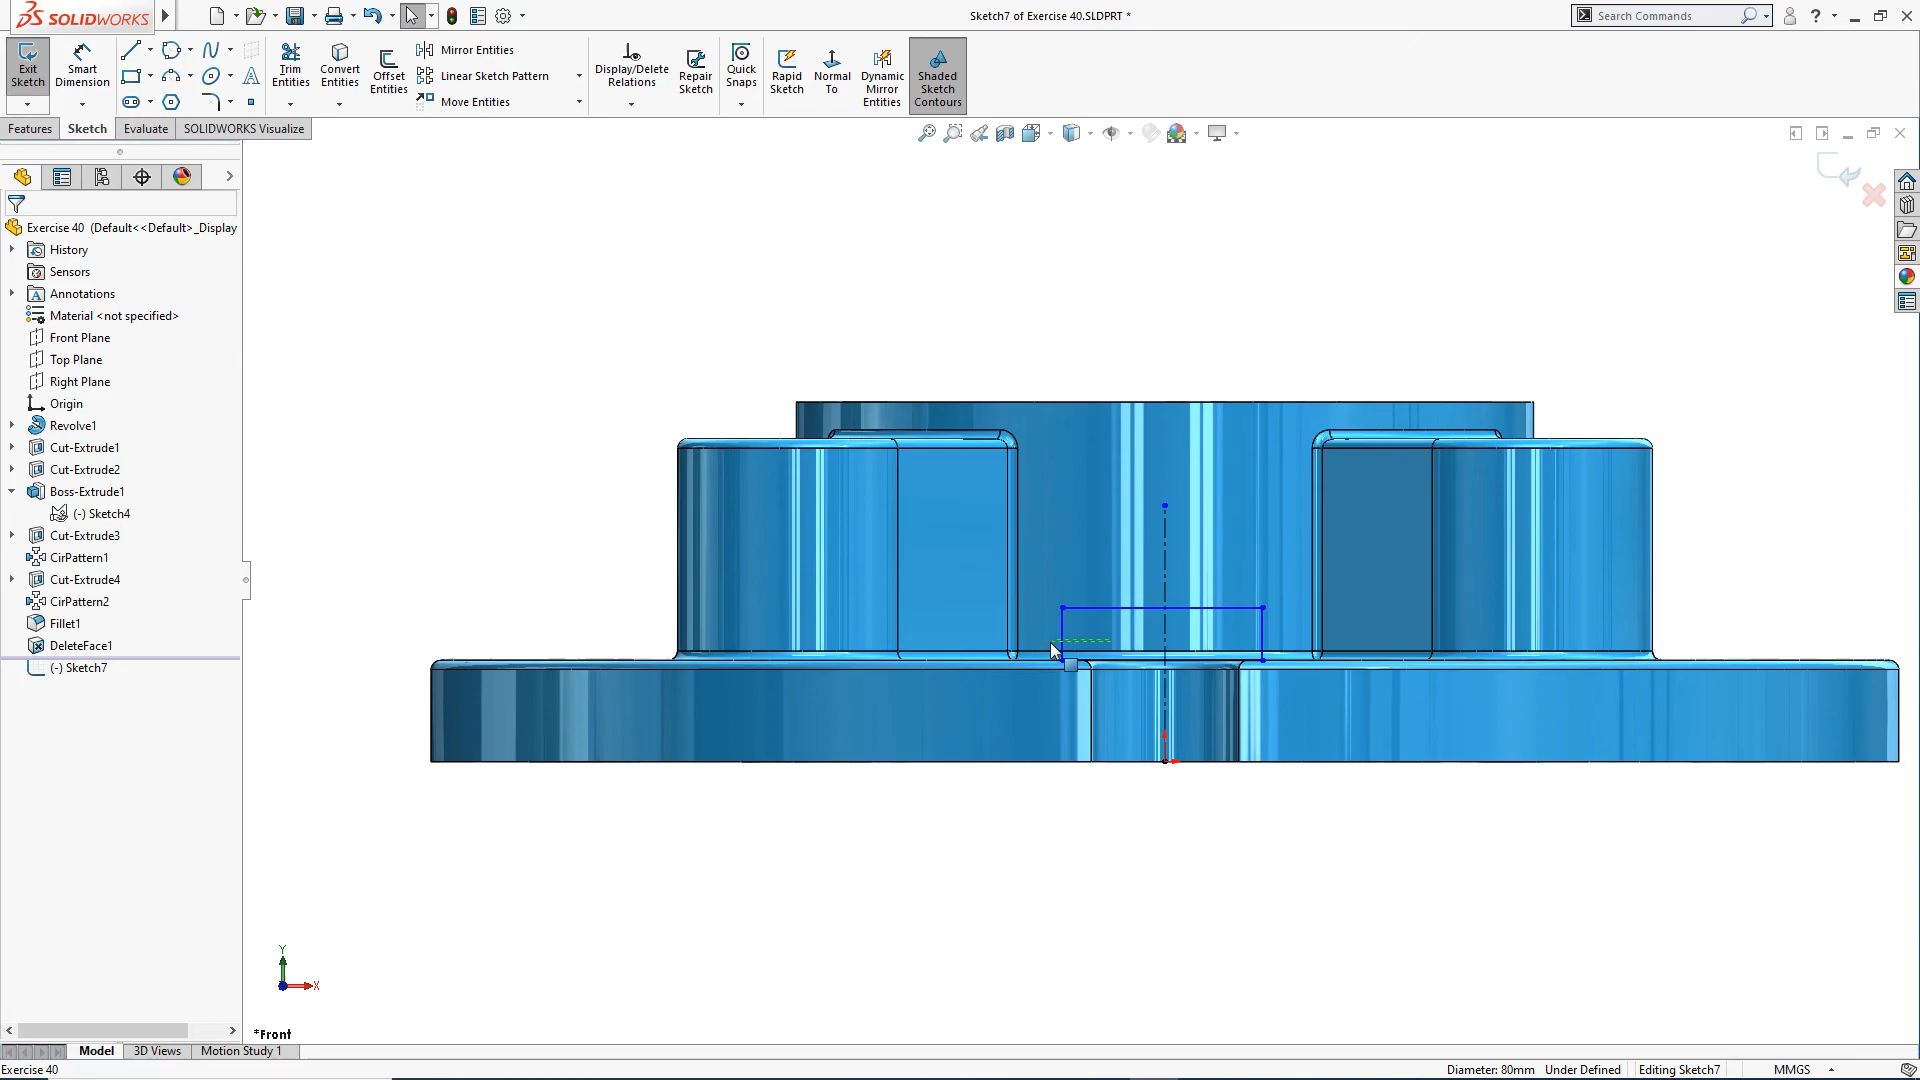 SOLIDWORKS
Sketch7 of Exercise 40.SLDPRT *
Search Commands
Exit Sketch
Smart Dimension
Trim Entities
Convert Entities
Offset Entities
Mirror Entities
Linear Sketch Pattern
Move Entities
Display/Delete Relations
Repair Sketch
Quick Snaps
Rapid Sketch
Normal To
Dynamic Mirror Entities
Shaded Sketch Contours
Features
Sketch
Evaluate
SOLIDWORKS Visualize
Exercise 40 (Default<<Default>_Display
History
Sensors
Annotations
Material <not specified>
Front Plane
Top Plane
Right Plane
Origin
Revolve1
Cut-Extrude1
Cut-Extrude2
Boss-Extrude1
(-) Sketch4
Cut-Extrude3
CirPattern1
Cut-Extrude4
CirPattern2
Fillet1
DeleteFace1
(-) Sketch7
Y
X
*Front
Model
3D Views
Motion Study 1
Exercise 40
Diameter: 80mm
Under Defined
Editing Sketch7
MMGS